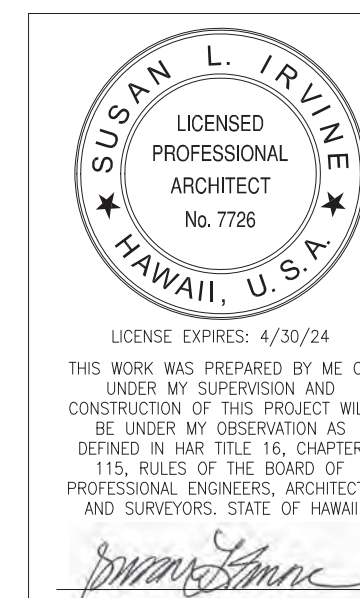 SUSAN L. IRVINE
LICENSED
PROFESSIONAL
ARCHITECT
No. 7726
HAWAII, U.S.A.
LICENSE EXPIRES: 4/30/24
THIS WORK WAS PREPARED BY ME O
UNDER MY SUPERVISION AND
CONSTRUCTION OF THIS PROJECT WIL
BE UNDER MY OBSERVATION AS
DEFINED IN HAR TITLE 16, CHAPTER
115, RULES OF THE BOARD OF
PROFESSIONAL ENGINEERS, ARCHITECT
AND SURVEYORS. STATE OF HAWAII